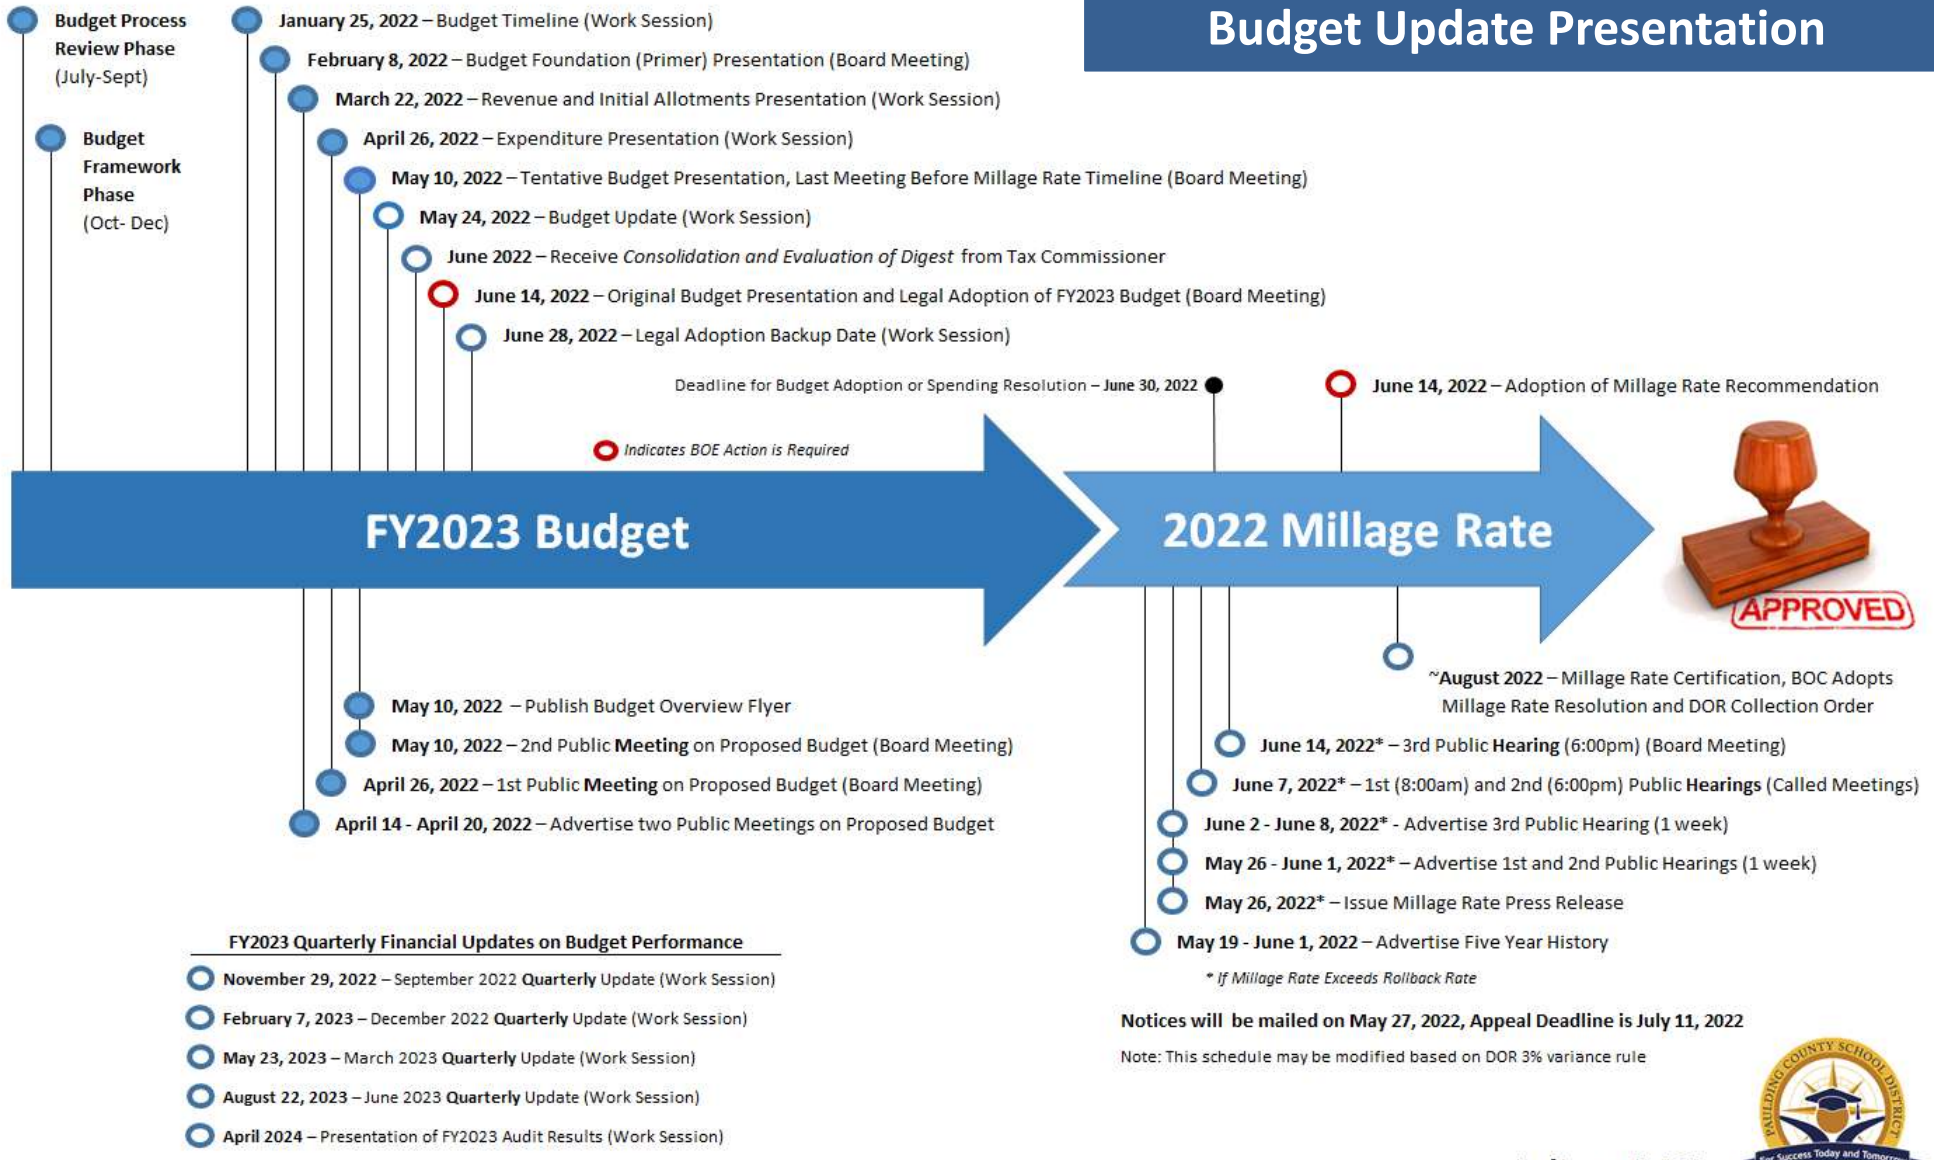 Budget Update Presentation
Budget Process
Review Phase
(July-Sept)
Budget
Framework
Phase
(Oct- Dec)
January 25, 2022 – Budget Timeline (Work Session)
February 8, 2022 – Budget Foundation (Primer) Presentation (Board Meeting)
March 22, 2022 – Revenue and Initial Allotments Presentation (Work Session)
April 26, 2022 – Expenditure Presentation (Work Session)
May 10, 2022 – Tentative Budget Presentation, Last Meeting Before Millage Rate Timeline (Board Meeting)
May 24, 2022 – Budget Update (Work Session)
June 2022 – Receive Consolidation and Evaluation of Digest from Tax Commissioner
June 14, 2022 – Original Budget Presentation and Legal Adoption of FY2023 Budget (Board Meeting)
June 28, 2022 – Legal Adoption Backup Date (Work Session)
Deadline for Budget Adoption or Spending Resolution – June 30, 2022
June 14, 2022 – Adoption of Millage Rate Recommendation
Indicates BOE Action is Required
FY2023 Budget
2022 Millage Rate
APPROVED
May 10, 2022 – Publish Budget Overview Flyer
May 10, 2022 – 2nd Public Meeting on Proposed Budget (Board Meeting)
April 26, 2022 – 1st Public Meeting on Proposed Budget (Board Meeting)
April 14 - April 20, 2022 – Advertise two Public Meetings on Proposed Budget
~August 2022 – Millage Rate Certification, BOC Adopts
Millage Rate Resolution and DOR Collection Order
June 14, 2022* – 3rd Public Hearing (6:00pm) (Board Meeting)
June 7, 2022* – 1st (8:00am) and 2nd (6:00pm) Public Hearings (Called Meetings)
June 2 - June 8, 2022* - Advertise 3rd Public Hearing (1 week)
May 26 - June 1, 2022* – Advertise 1st and 2nd Public Hearings (1 week)
May 26, 2022* – Issue Millage Rate Press Release
May 19 - June 1, 2022 – Advertise Five Year History
* If Millage Rate Exceeds Rollback Rate
Notices will be mailed on May 27, 2022, Appeal Deadline is July 11, 2022
Note: This schedule may be modified based on DOR 3% variance rule
FY2023 Quarterly Financial Updates on Budget Performance
November 29, 2022 – September 2022 Quarterly Update (Work Session)
February 7, 2023 – December 2022 Quarterly Update (Work Session)
May 23, 2023 – March 2023 Quarterly Update (Work Session)
August 22, 2023 – June 2023 Quarterly Update (Work Session)
April 2024 – Presentation of FY2023 Audit Results (Work Session)
PAULDING COUNTY SCHOOL DISTRICT
For Success Today and